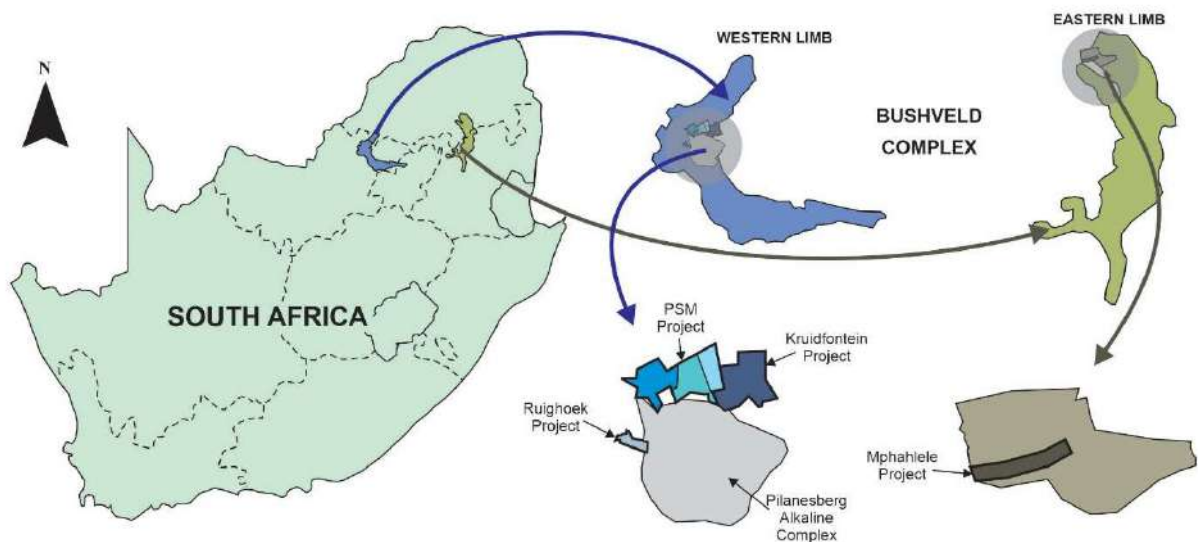 N
SOUTH AFRICA
WESTERN LIMB
EASTERN LIMB
BUSHVELD
COMPLEX
PSM
Project
Kruidfontein
Project
Ruighoek
Project
Pilanesberg
Alkaline
Complex
Mphahlele
Project